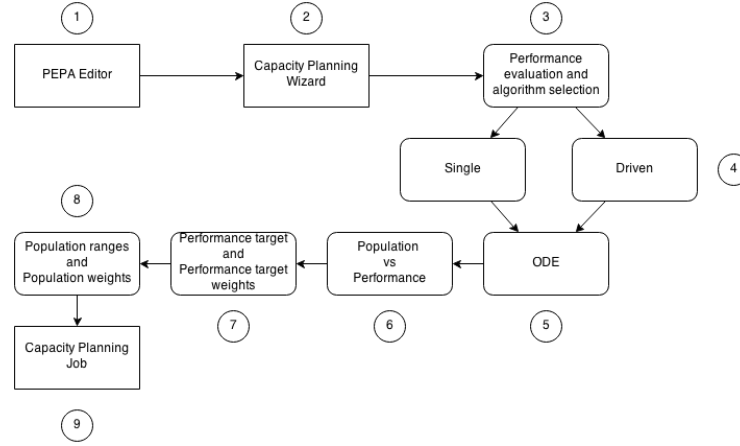 1
2
3
PEPA Editor
Capacity Planning
Wizard
Performance
evaluation and
algorithm selection
Single
Driven
4
8
Population ranges
and
Population weights
Performance target
and
Performance target
weights
Population
vs
Performance
ODE
7
6
5
Capacity Planning
Job
9